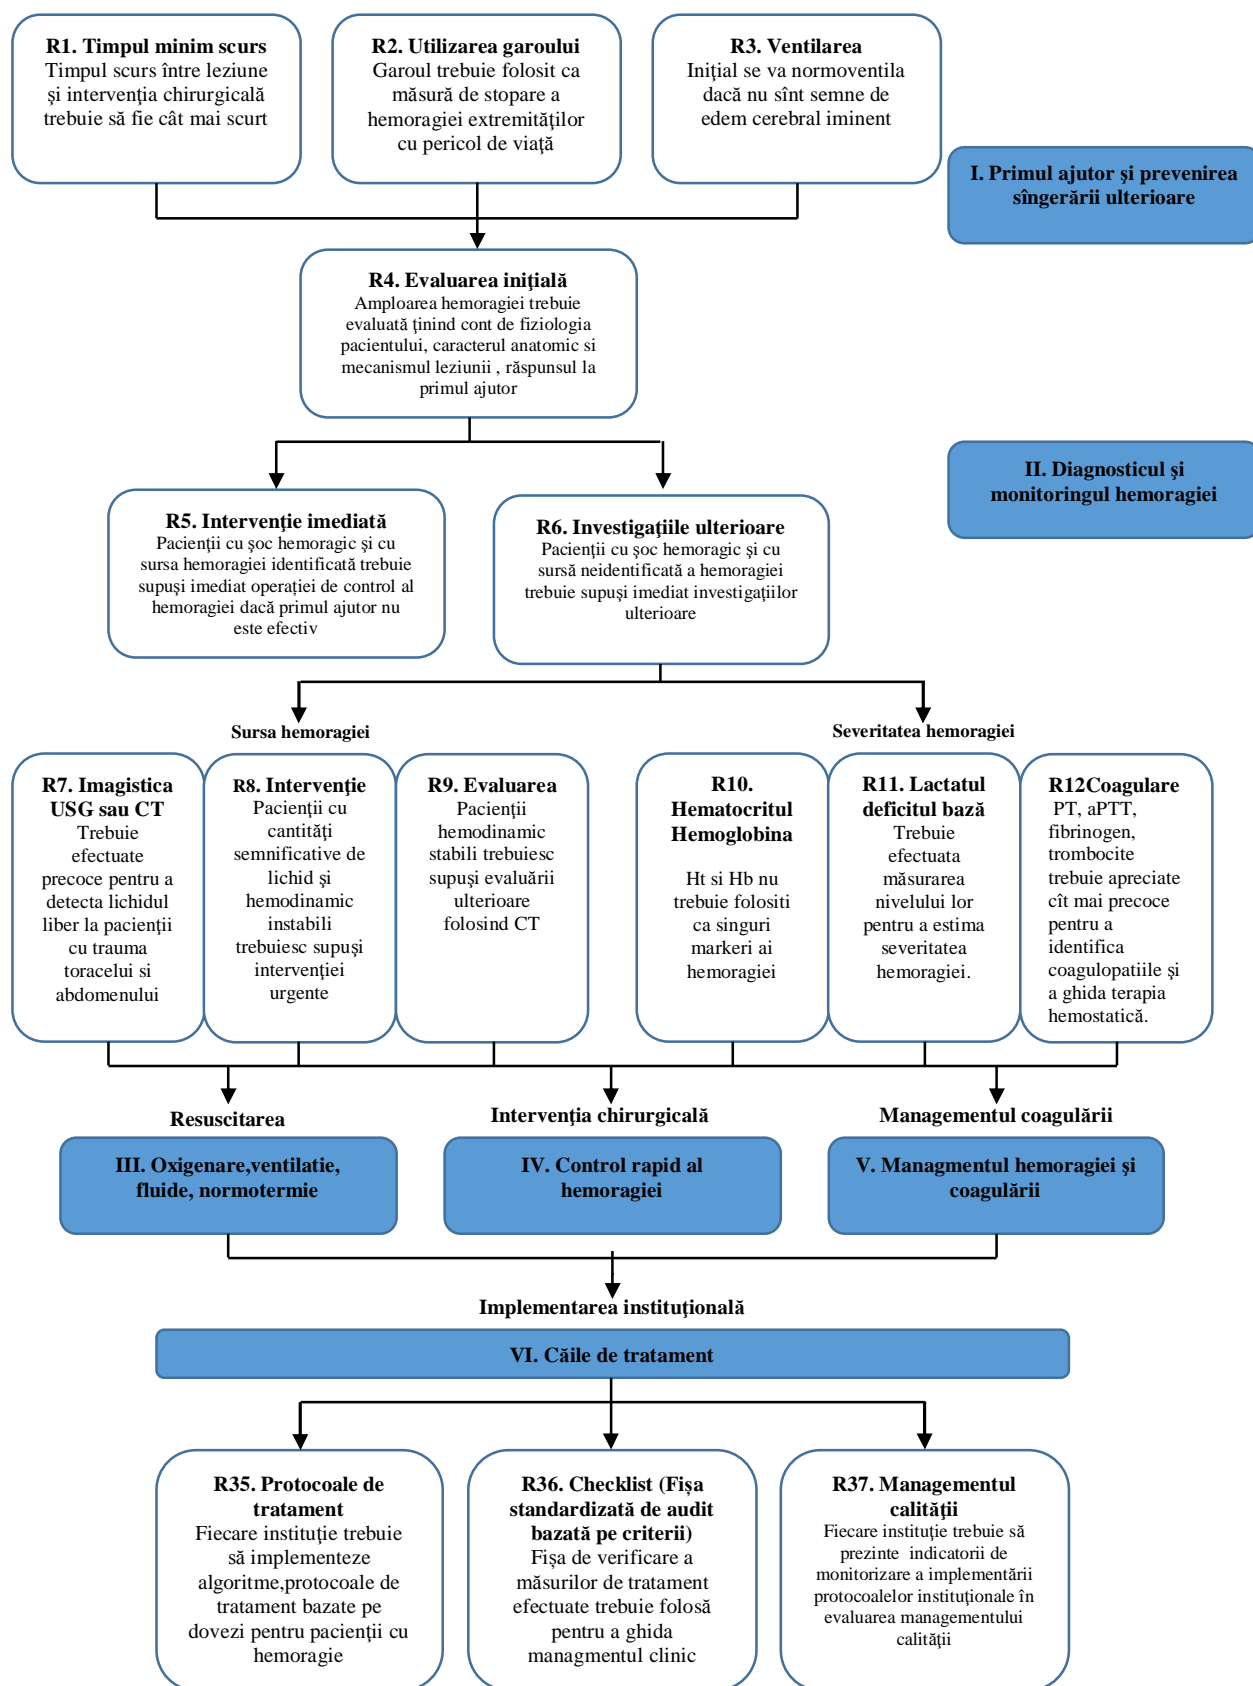 R1. Timpul minim scurs
Timpul scurs între leziune
şi intervenţia chirurgicală
trebuie să fie cât mai scurt
R2. Utilizarea garoului
Garoul trebuie folosit ca
măsură de stopare a
hemoragiei extremităţilor
cu pericol de viaţă
R3. Ventilarea
Iniţial se va normoventila
dacă nu sînt semne de
edem cerebral iminent
I. Primul ajutor şi prevenirea
sîngerării ulterioare
R4. Evaluarea iniţială
Amploarea hemoragiei trebuie
evaluată ţinind cont de fiziologia
pacientului, caracterul anatomic si
mecanismul leziunii , răspunsul la
primul ajutor
II. Diagnosticul şi
monitoringul hemoragiei
R5. Intervenţie imediată
Pacienţii cu şoc hemoragic şi cu
sursa hemoragiei identificată trebuie
supuşi imediat operaţiei de control al
hemoragiei dacă primul ajutor nu
este efectiv
R6. Investigaţiile ulterioare
Pacienţii cu şoc hemoragic şi cu
sursă neidentificată a hemoragiei
trebuie supuşi imediat investigaţiilor
ulterioare
Sursa hemoragiei
Severitatea hemoragiei
R7. Imagistica
USG sau CT
Trebuie
efectuate
precoce pentru a
detecta lichidul
liber la pacienţii
cu trauma
toracelui si
abdomenului
R8. Intervenţie
Pacienţii cu
cantităţi
semnificative de
lichid şi
hemodinamic
instabili
trebuiesc supuşi
intervenţiei
urgente
R9. Evaluarea
Pacienţii
hemodinamic
stabili trebuiesc
supuşi evaluării
ulterioare
folosind CT
R10.
Hematocritul
Hemoglobina
Ht si Hb nu
trebuie folositi
ca singuri
markeri ai
hemoragiei
R11. Lactatul
deficitul bază
Trebuie
efectuata
măsurarea
nivelului lor
pentru a estima
severitatea
hemoragiei.
R12Coagulare
PT, aPTT,
fibrinogen,
trombocite
trebuie apreciate
cît mai precoce
pentru a
identifica
coagulopatiile şi
a ghida terapia
hemostatică.
Resuscitarea
Intervenţia chirurgicală
Managementul coagulării
III. Oxigenare,ventilatie,
fluide, normotermie
IV. Control rapid al
hemoragiei
V. Managmentul hemoragiei şi
coagulării
Implementarea instituţională
VI. Căile de tratament
R35. Protocoale de
tratament
Fiecare instituţie trebuie
să implementeze
algoritme,protocoale de
tratament bazate pe
dovezi pentru pacienţii cu
hemoragie
R36. Checklist (Fișa
standardizată de audit
bazată pe criterii)
Fișa de verificare a
măsurilor de tratament
efectuate trebuie folosă
pentru a ghida
managmentul clinic
R37. Managementul
calităţii
Fiecare instituţie trebuie să
prezinte indicatorii de
monitorizare a implementării
protocoalelor instituţionale în
evaluarea managementului
calităţii